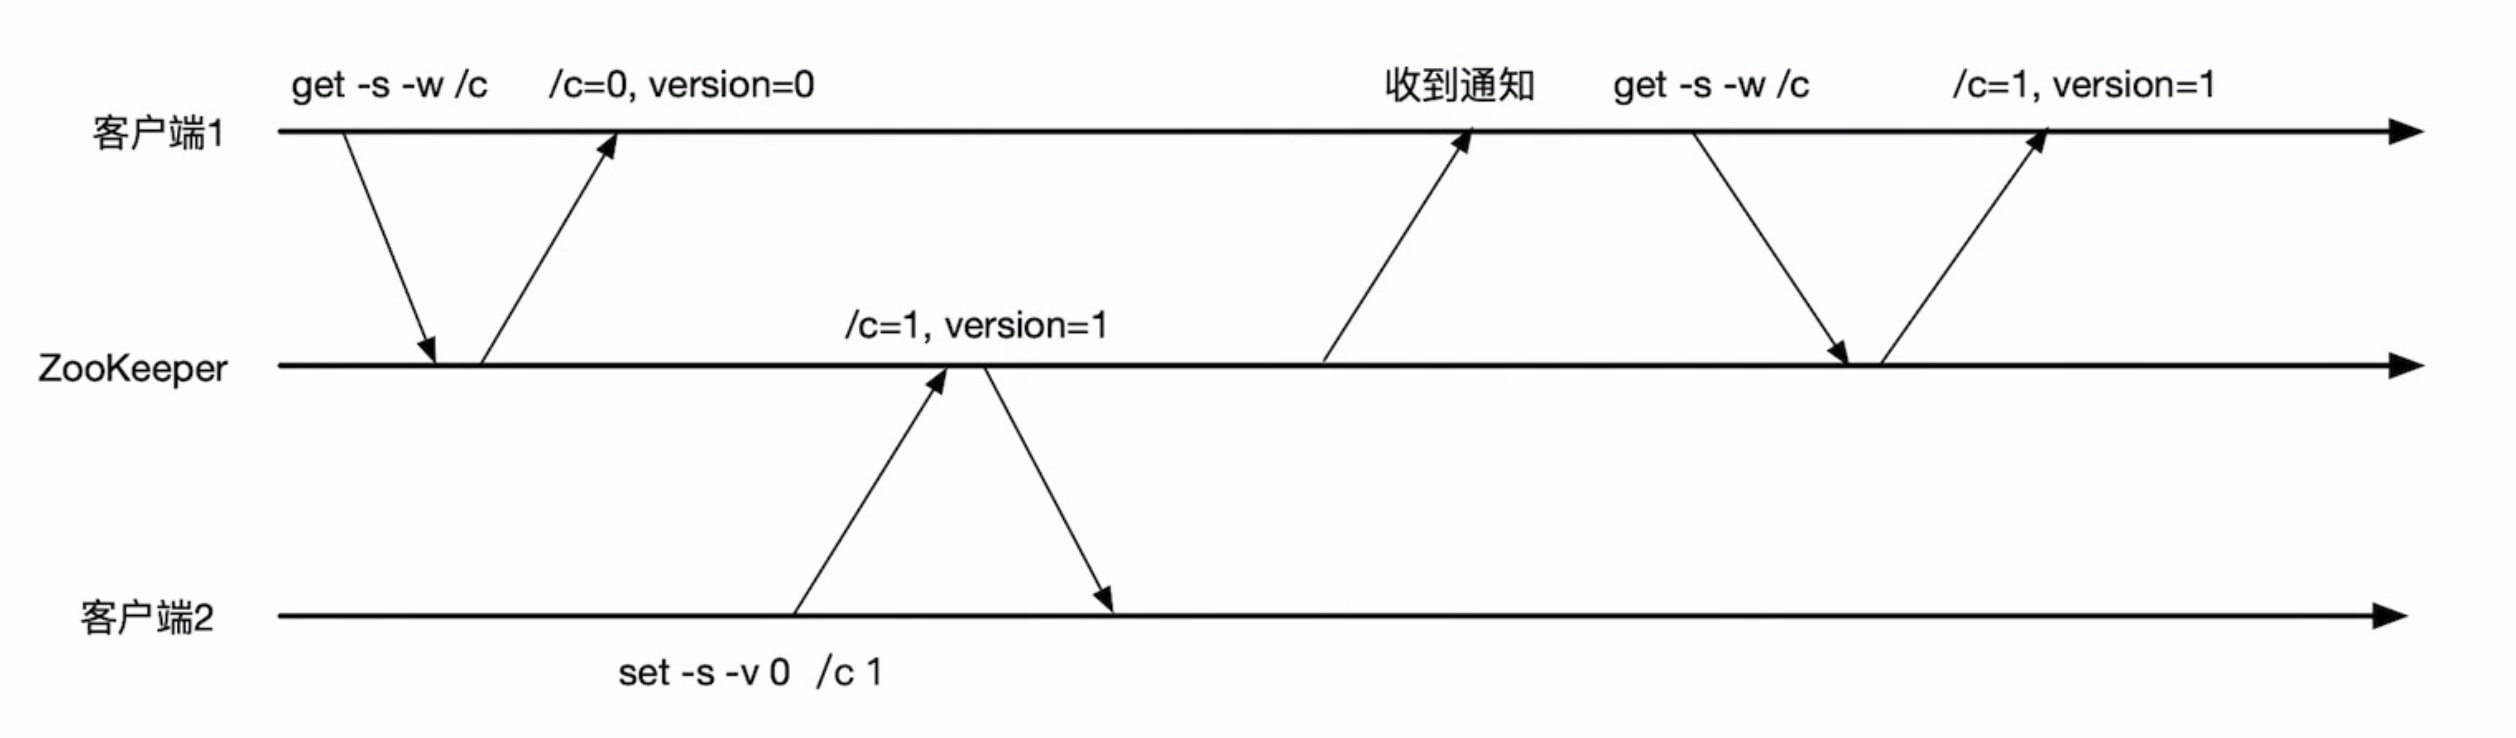 get -s -w /c /c=0, version=0 收到通知 get -s -w /c /c=1, version=1
客户端1
/c=1, version=1
ZooKeeper
客户端2
set -s -v 0 /c 1